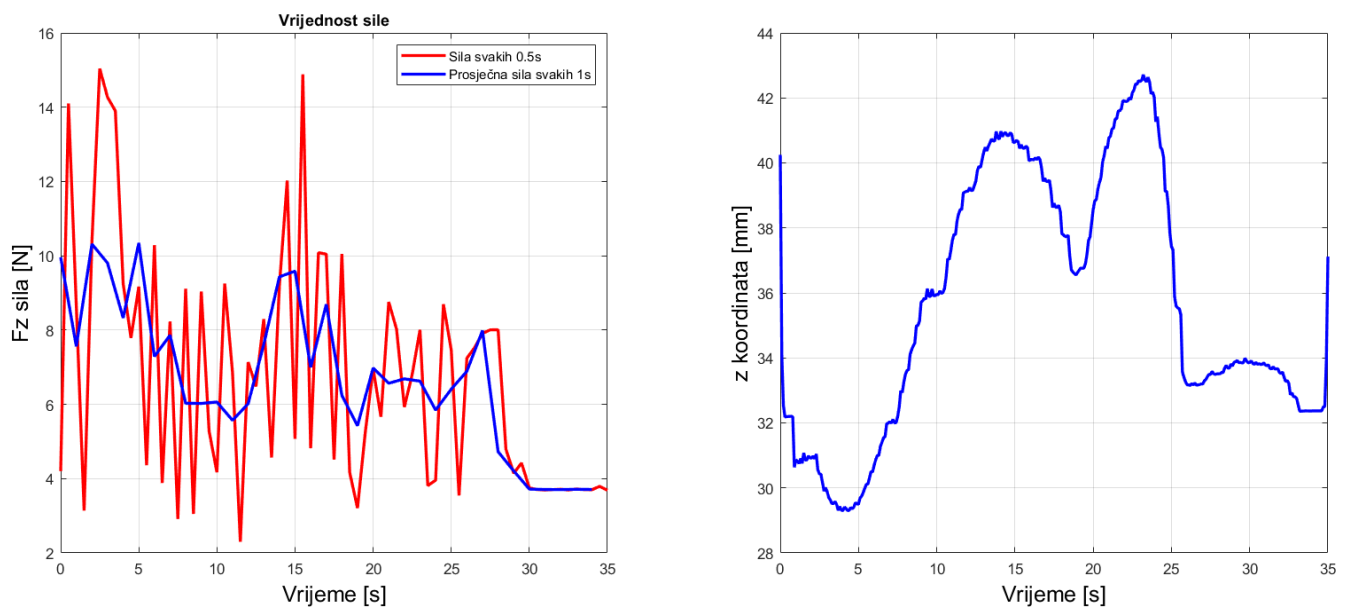 Vrijednost sile
Sila svakih 0.5s
Prosječna sila svakih 1s
Fz sila [N]
16
14
12
10
8
6
4
2
0 5 10 15 20 25 30 35
Vrijeme [s]
z koordinata [mm]
44
42
40
38
36
34
32
30
28
0 5 10 15 20 25 30 35
Vrijeme [s]